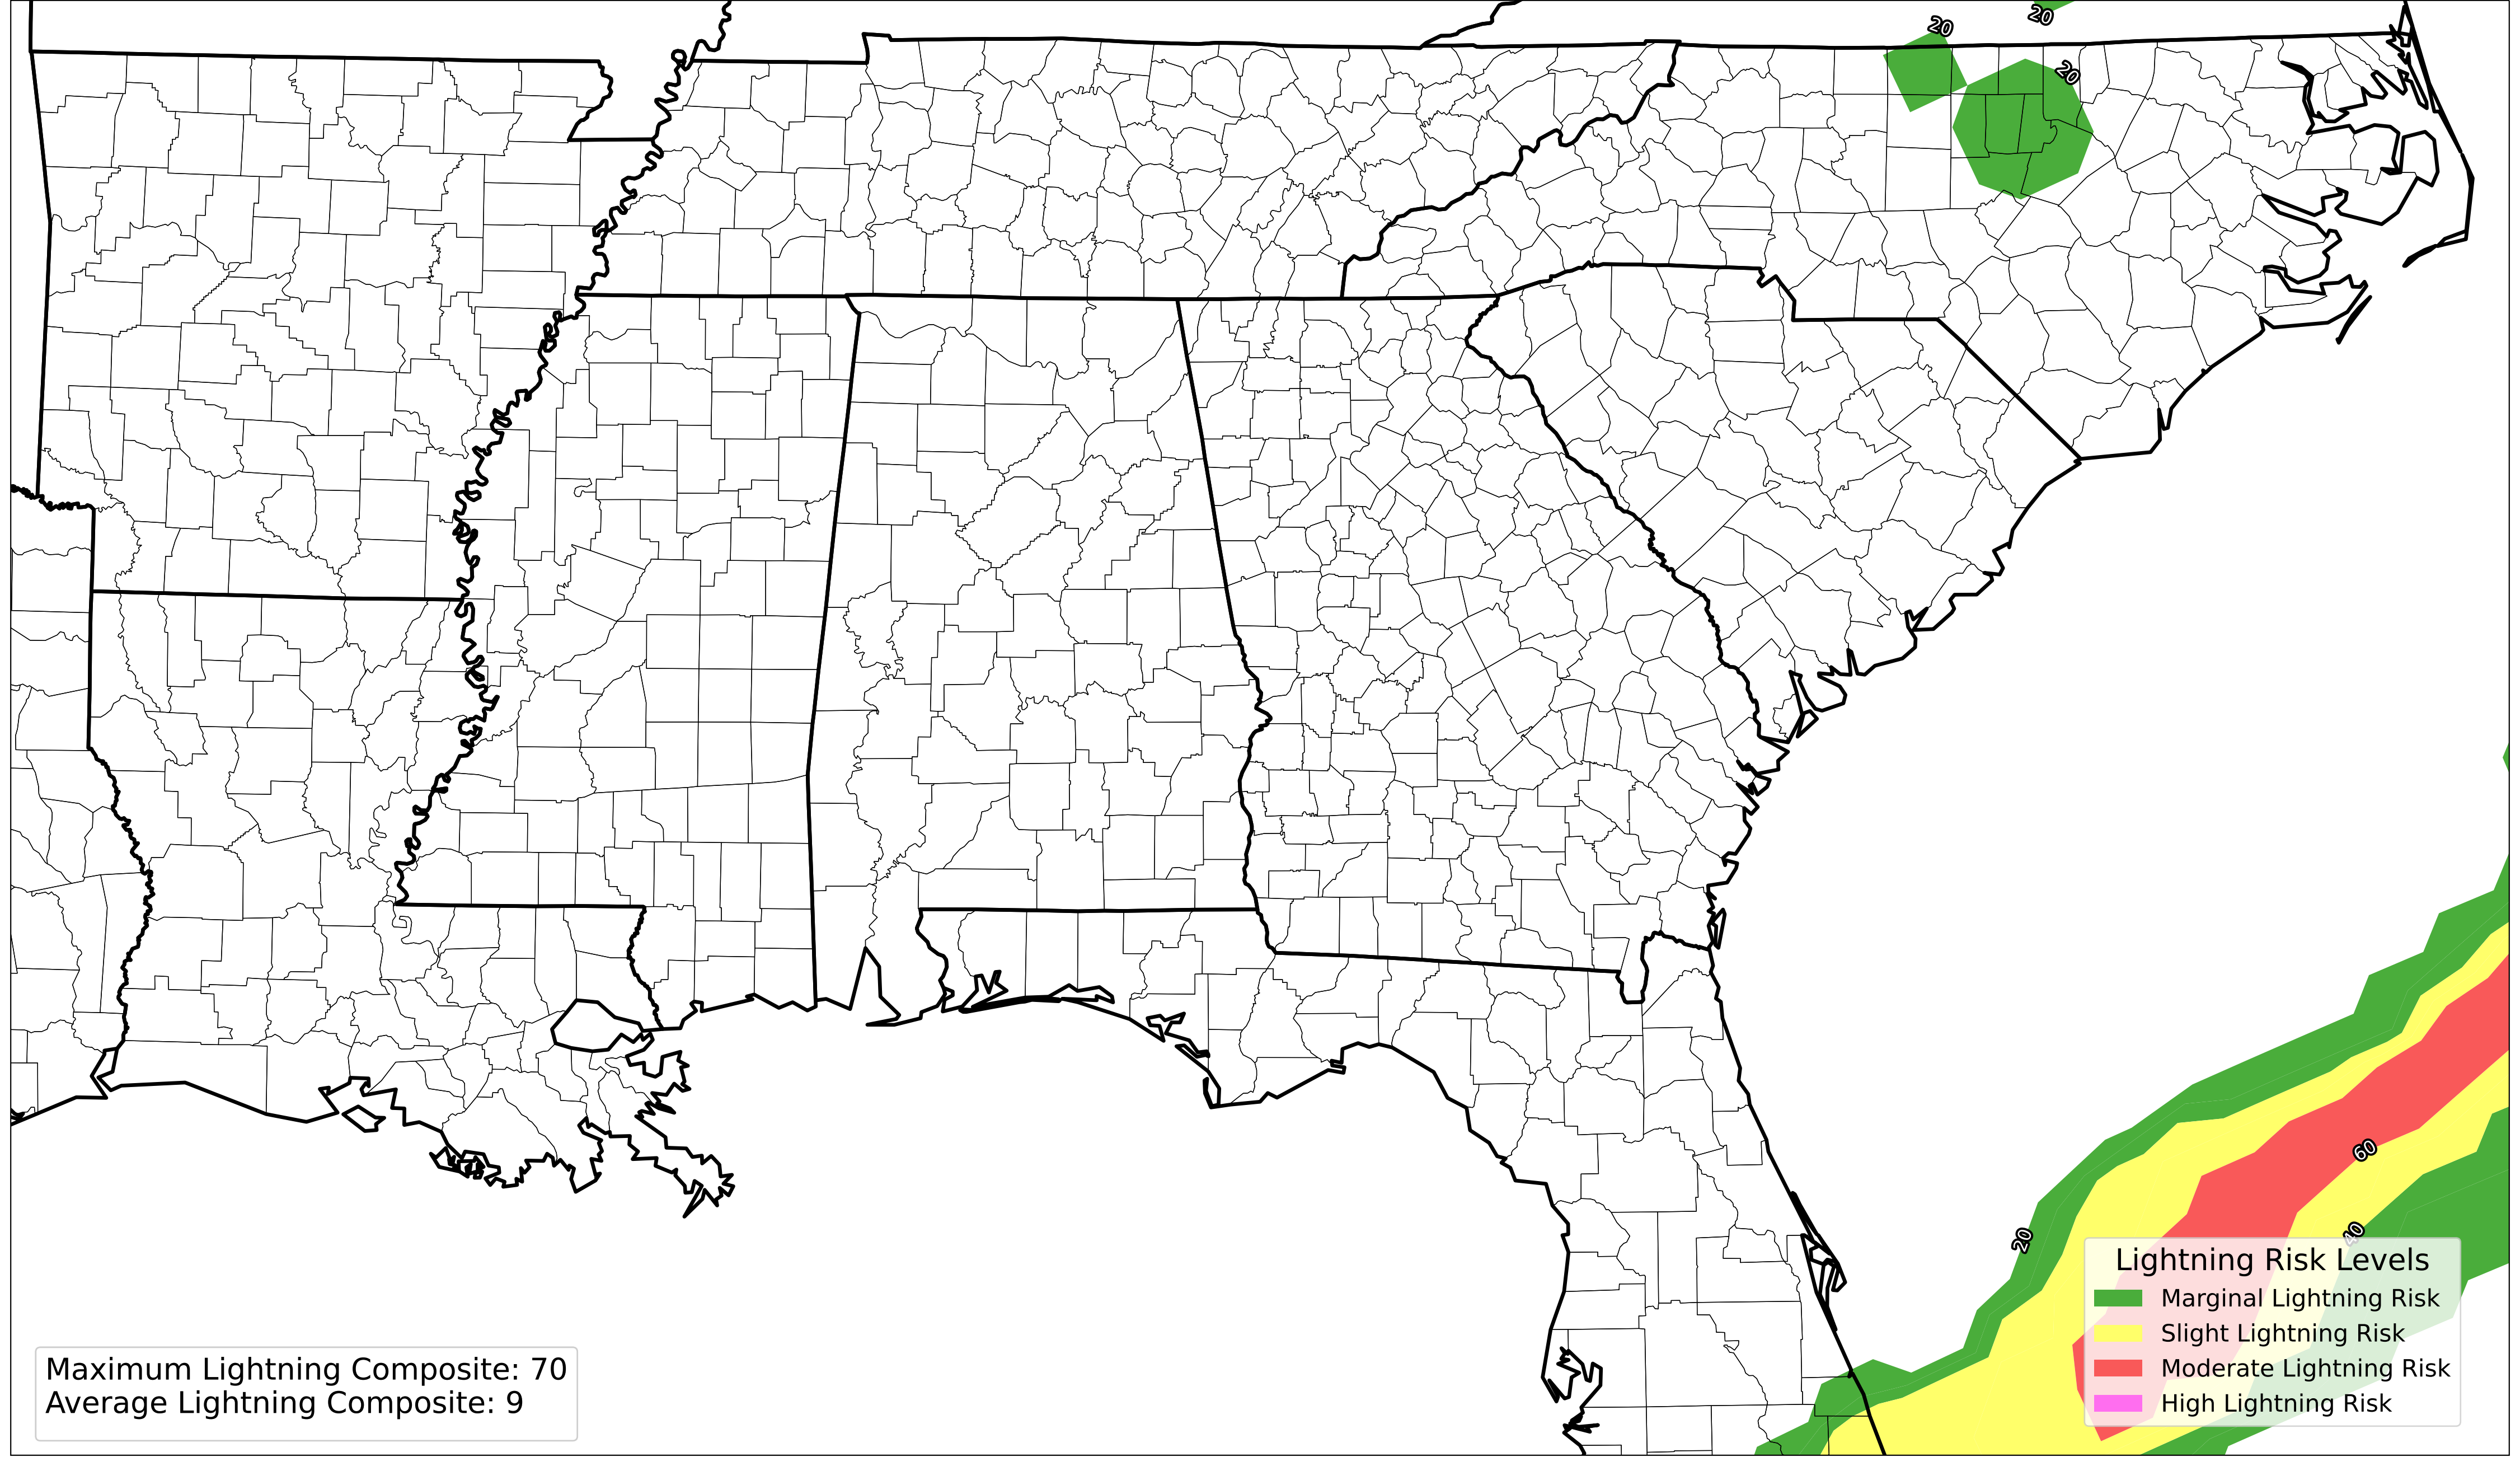 20
20
20
60
20
40
Lightning Risk Levels
Marginal Lightning Risk
Slight Lightning Risk
Moderate Lightning Risk
High Lightning Risk
Maximum Lightning Composite: 70
Average Lightning Composite: 9